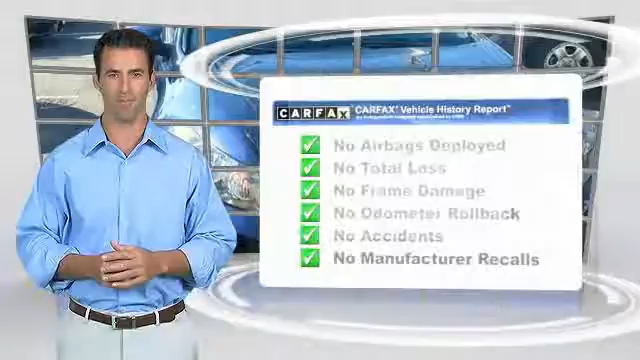 CARFAX CARFAX® Vehicle History Report™
No Airbags Deployed
No Total Loss
No Frame Damage
No Odometer Rollback
No Accidents
No Manufacturer Recalls